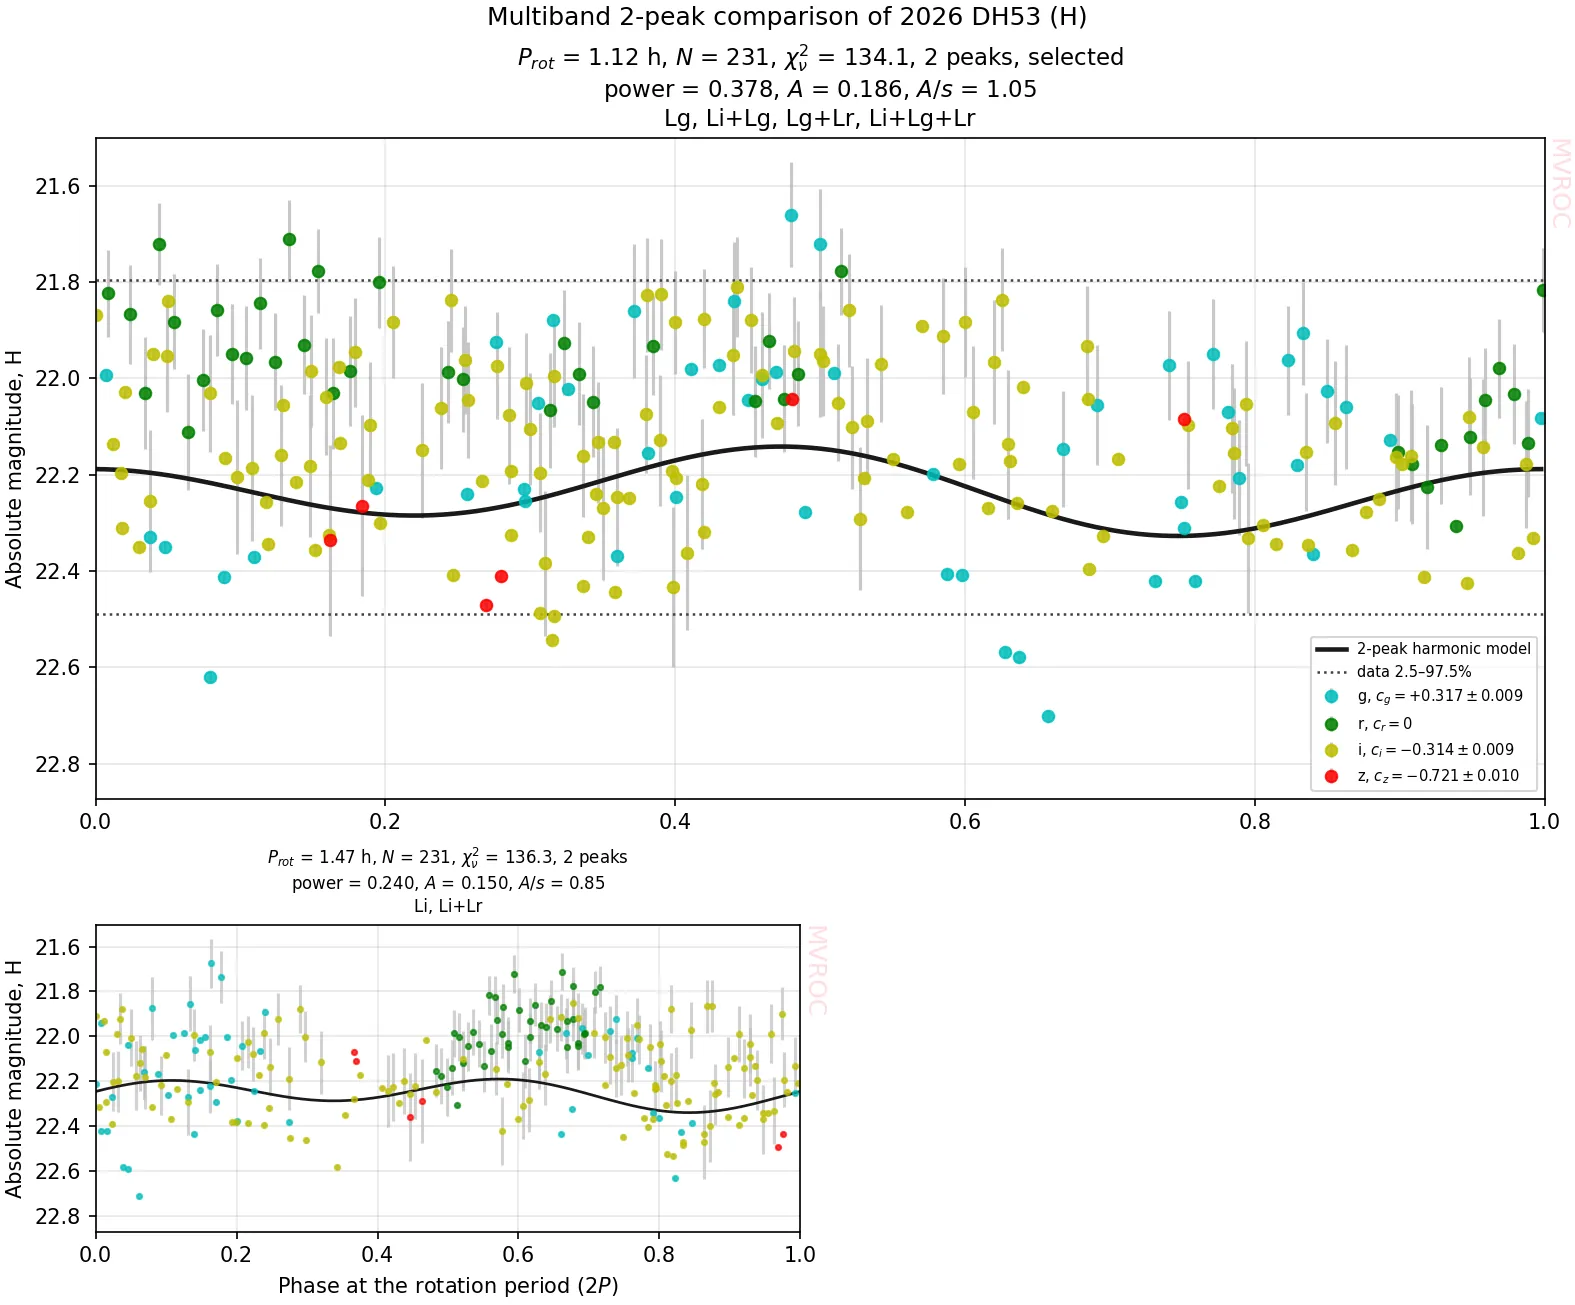 Multiband 2-peak comparison of 2026 DH53 (H)
P_rot = 1.12 h, N = 231, χ²_ν = 134.1, 2 peaks, selected
power = 0.378, A = 0.186, A/s = 1.05
Lg, Li+Lg, Lg+Lr, Li+Lg+Lr
MVROC
Absolute magnitude, H
21.6
21.8
22.0
22.2
22.4
22.6
22.8
2-peak harmonic model
data 2.5–97.5%
g, c_g = +0.317 ± 0.009
r, c_r = 0
i, c_i = −0.314 ± 0.009
z, c_z = −0.721 ± 0.010
0.0 0.2 0.4 0.6 0.8 1.0
P_rot = 1.47 h, N = 231, χ²_ν = 136.3, 2 peaks
power = 0.240, A = 0.150, A/s = 0.85
Li, Li+Lr
MVROC
Absolute magnitude, H
21.6
21.8
22.0
22.2
22.4
22.6
22.8
0.0 0.2 0.4 0.6 0.8 1.0
Phase at the rotation period (2P)